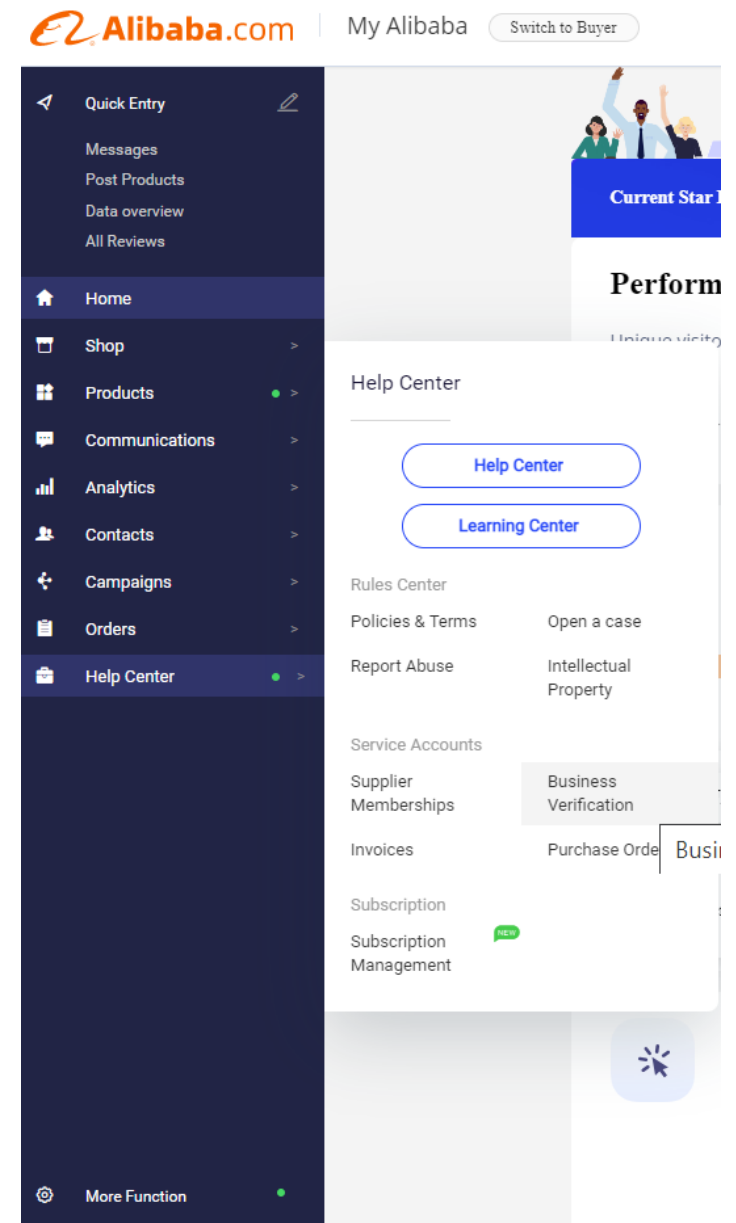 Alibaba.com
My Alibaba
Switch to Buyer
Quick Entry
Messages
Post Products
Data overview
All Reviews
Home
Shop >
Products >
Communications >
Analytics >
Contacts >
Campaigns >
Orders >
Help Center >
More Function
Current Star
Perform
Unique visito
Help Center
Help Center
Learning Center
Rules Center
Policies & Terms
Open a case
Report Abuse
Intellectual
Property
Service Accounts
Supplier
Memberships
Business
Verification
Invoices
Purchase Orde
Busi
Subscription
Subscription
Management
NEW